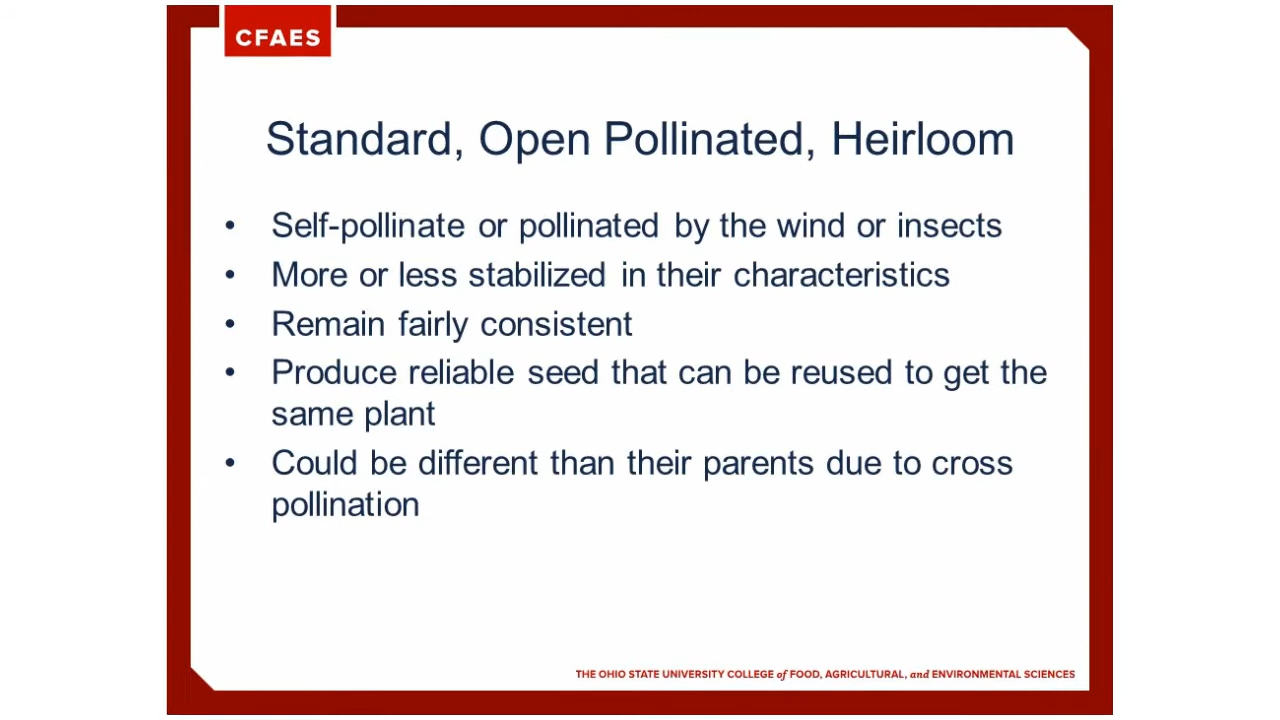 CFAES
Standard, Open Pollinated, Heirloom
• Self-pollinate or pollinated by the wind or insects
• More or less stabilized in their characteristics
• Remain fairly consistent
• Produce reliable seed that can be reused to get the
same plant
• Could be different than their parents due to cross
pollination
THE OHIO STATE UNIVERSITY COLLEGE of FOOD, AGRICULTURAL, and ENVIRONMENTAL SCIENCES